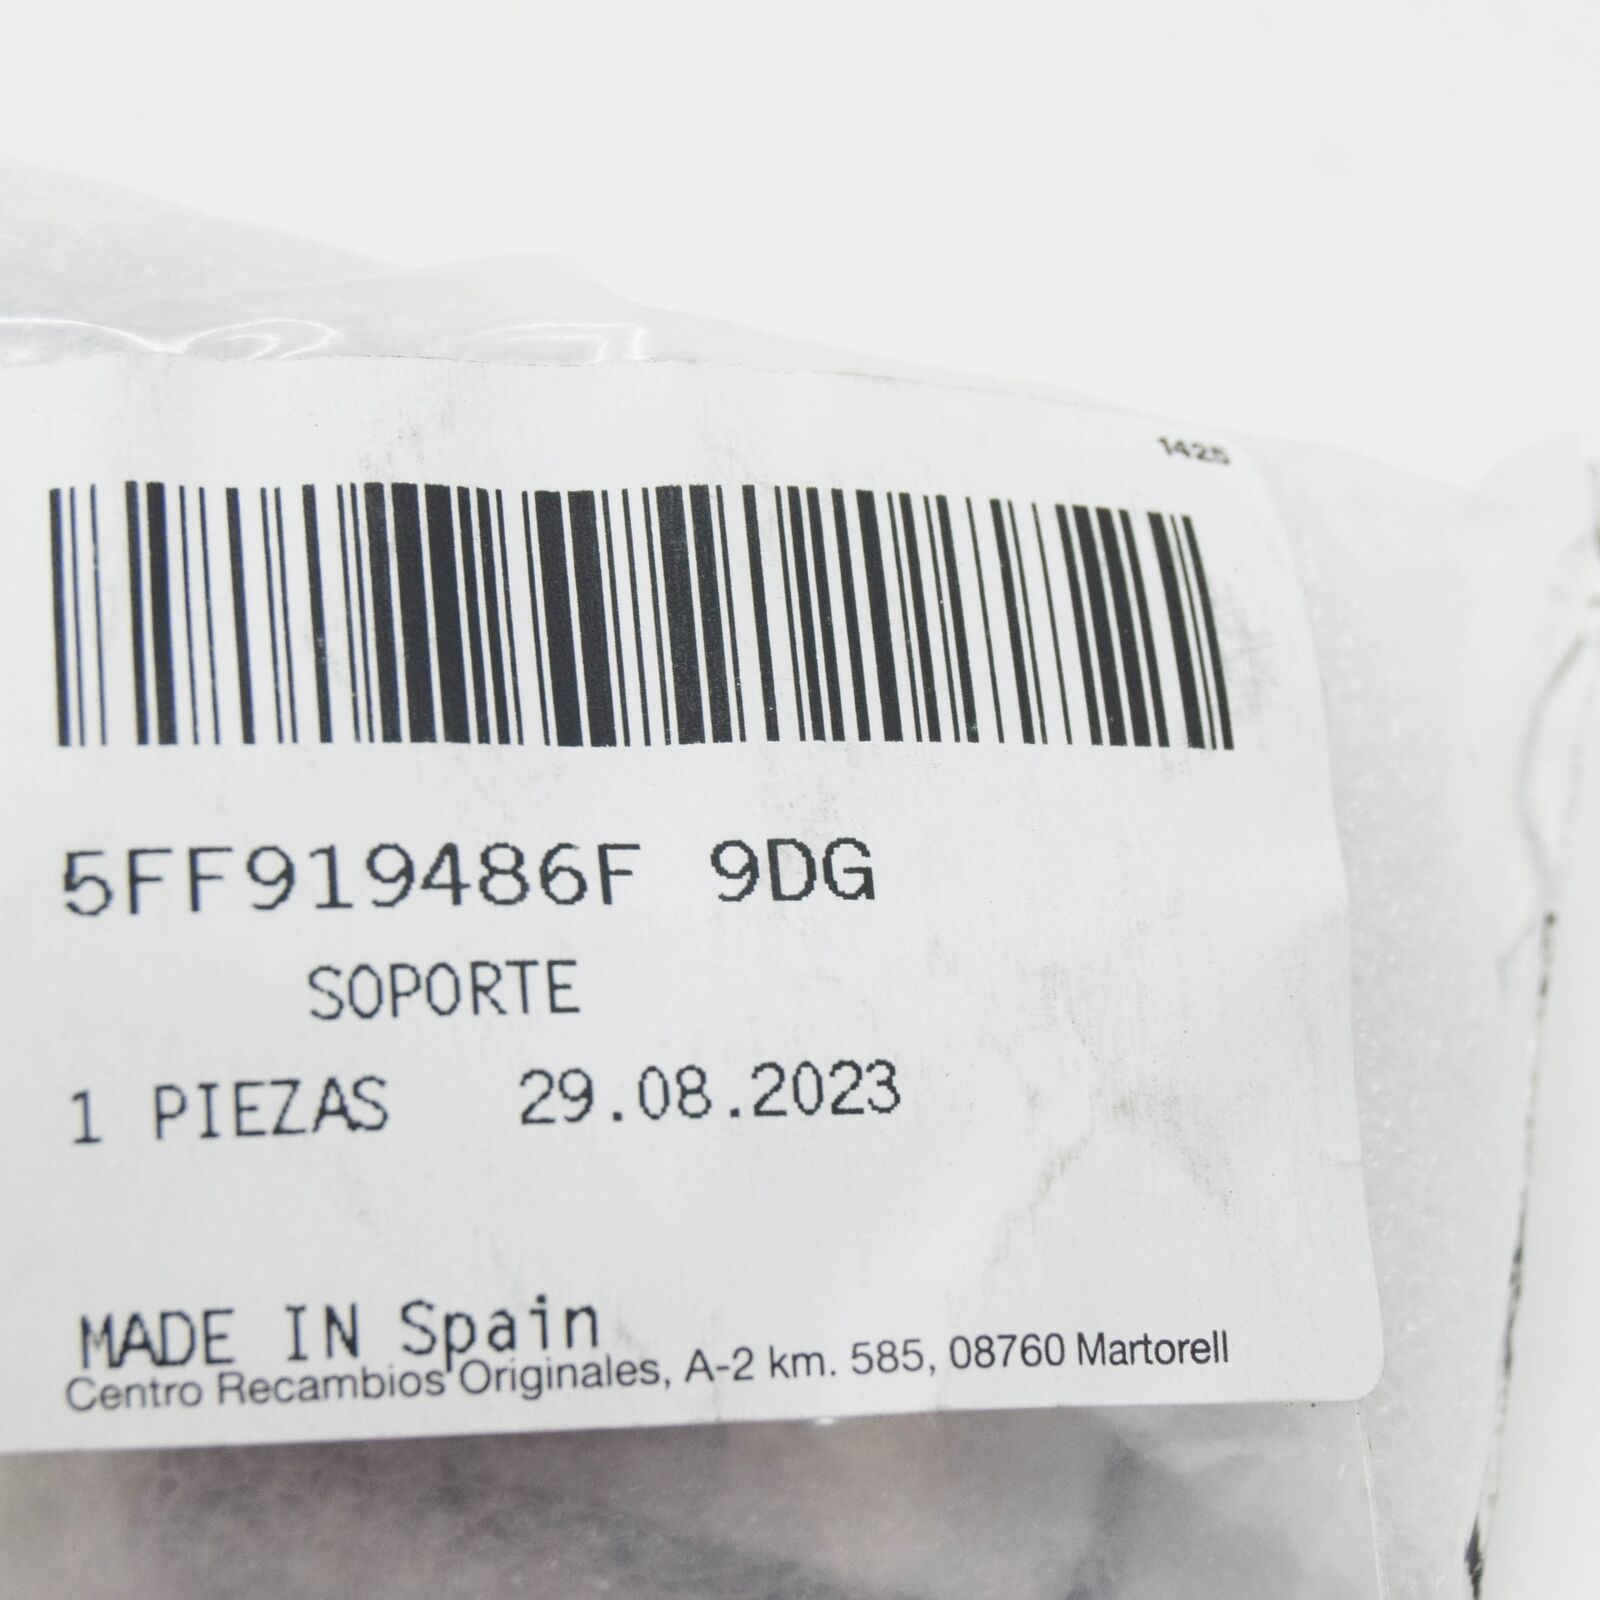 1425
5FF919486F 9DG
SOPORTE
1 PIEZAS 29.08.2023
MADE IN Spain
Centro Recambios Originales, A-2 km. 585, 08760 Martorell